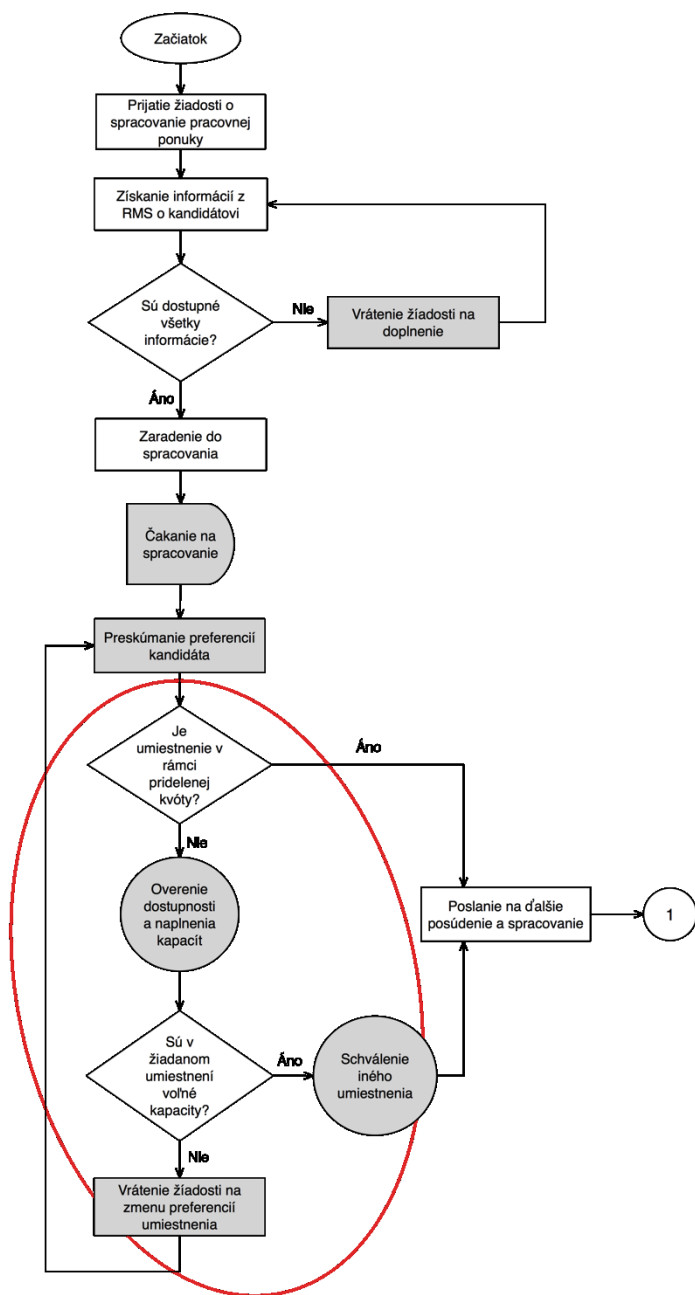 Začiatok
Prijatie žiadosti o
spracovanie pracovnej
ponuky
Získanie informácií z
RMS o kandidátovi
Sú dostupné
všetky
informácie?
Nie
Vrátenie žiadosti na
doplnenie
Áno
Zaradenie do
spracovania
Čakanie na
spracovanie
Preskúmanie preferencií
kandidáta
Je
umiestnenie v
rámci
pridelenej
kvóty?
Áno
Nie
Overenie
dostupnosti
a naplnenia
kapacít
Poslanie na ďalšie
posúdenie a spracovanie
1
Sú v
žiadanom
umiestnení
voľné
kapacity?
Áno
Schválenie
iného
umiestnenia
Nie
Vrátenie žiadosti na
zmenu preferencií
umiestnenia